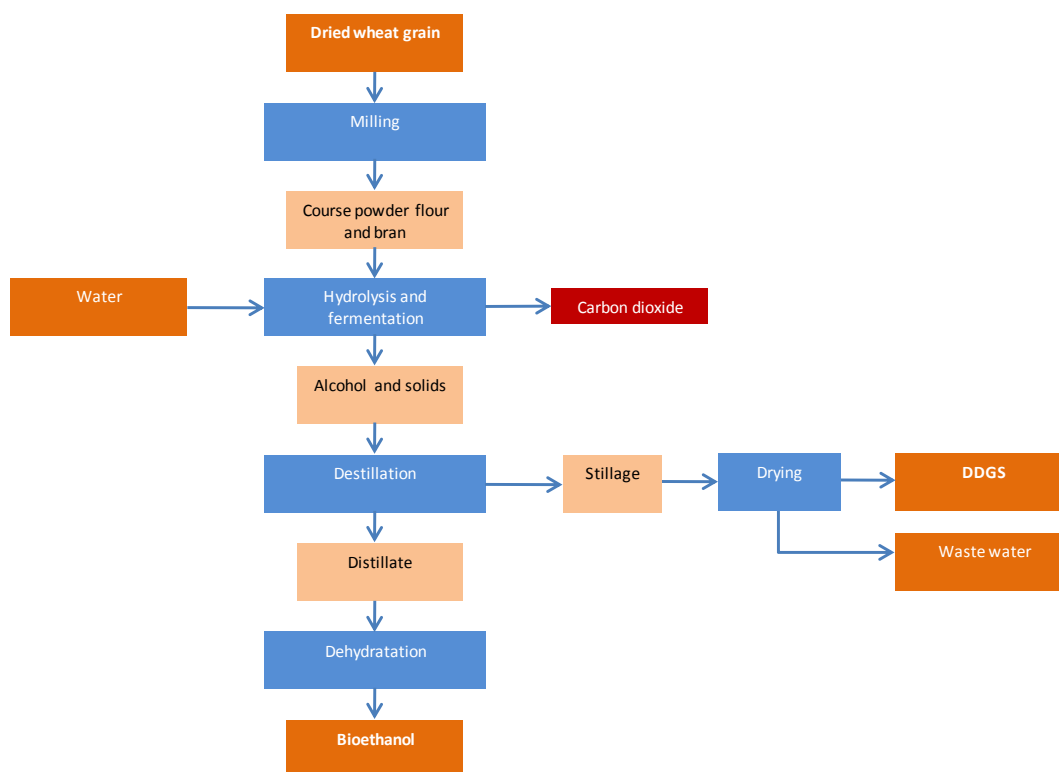 Dried wheat grain
Milling
Course powder flour
and bran
Water
Hydrolysis and
fermentation
Carbon dioxide
Alcohol and solids
Destillation
Stillage
Drying
DDGS
Waste water
Distillate
Dehydratation
Bioethanol